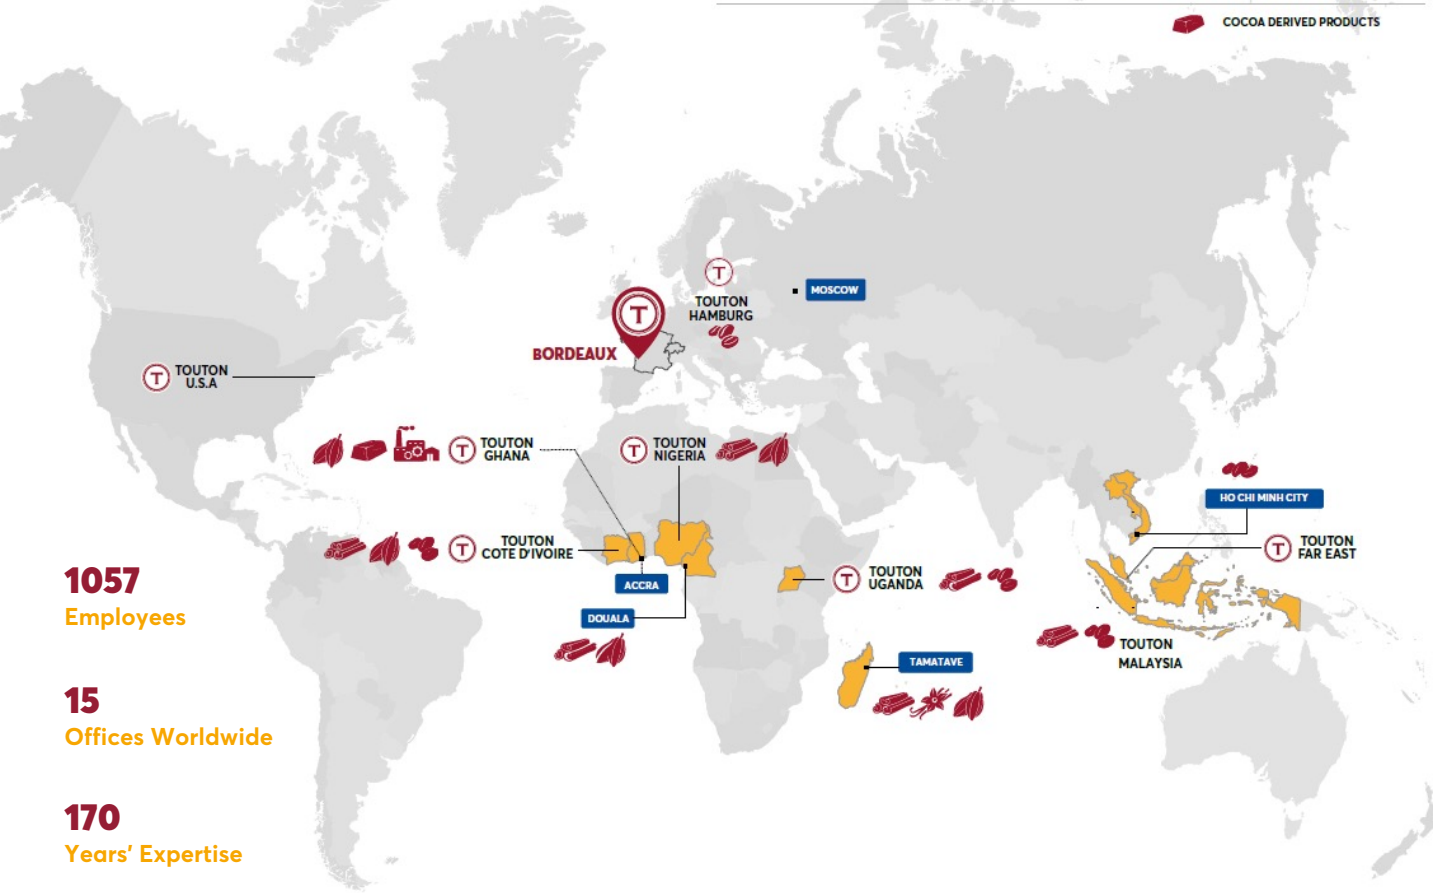 COCOA DERIVED PRODUCTS
T
TOUTON
HAMBURG
MOSCOW
T
BORDEAUX
T
TOUTON
U.S.A
T
TOUTON
GHANA
T
TOUTON
NIGERIA
HO CHI MINH CITY
T
TOUTON
COTE D'IVOIRE
T
TOUTON
FAR EAST
ACCRA
T
TOUTON
UGANDA
DOUALA
TOUTON
MALAYSIA
TAMATAVE
1057
Employees
15
Offices Worldwide
170
Years' Expertise